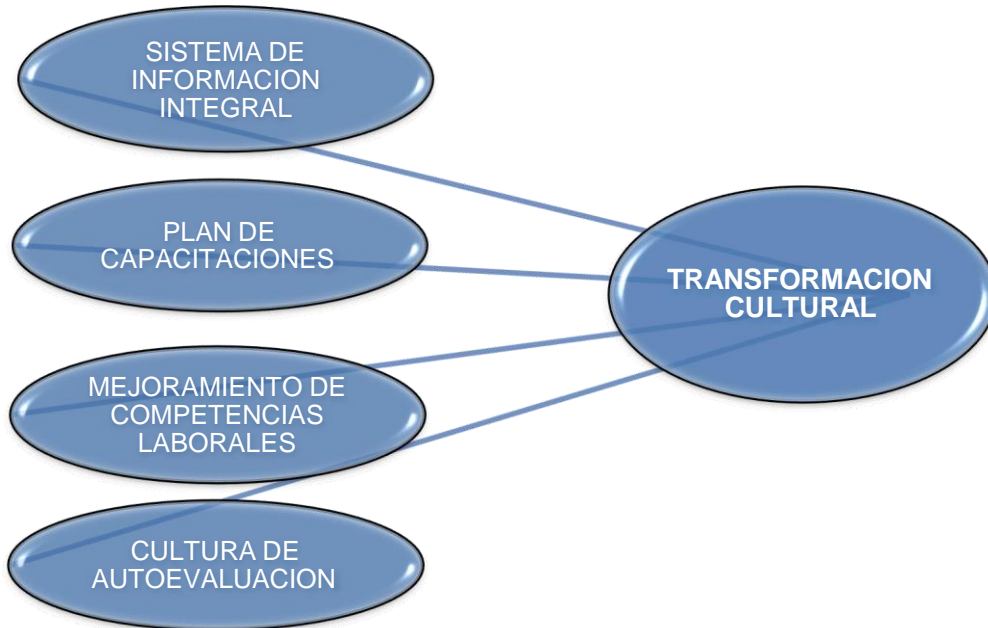 SISTEMA DE
INFORMACION
INTEGRAL
PLAN DE
CAPACITACIONES
TRANSFORMACION
CULTURAL
MEJORAMIENTO DE
COMPETENCIAS
LABORALES
CULTURA DE
AUTOEVALUACION